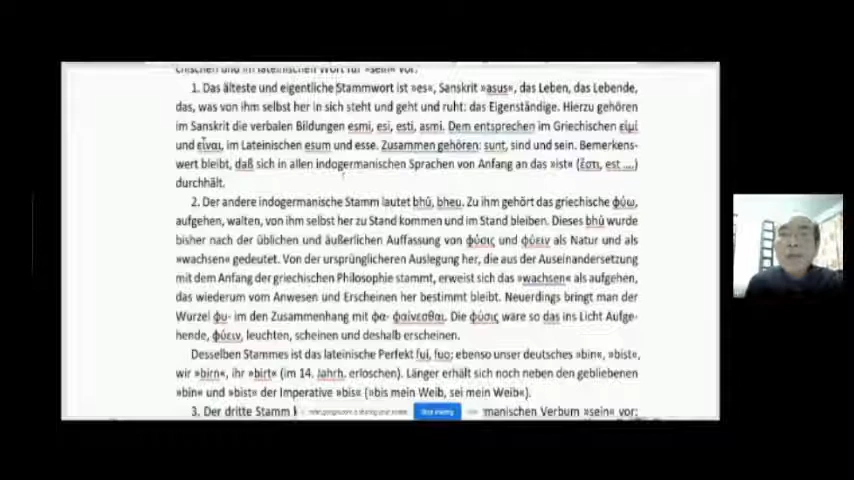 chischen und im lateinischen Wort für »sein« vor.
1. Das älteste und eigentliche Stammwort ist »es«, Sanskrit »asus«, das Leben, das Lebende,
das, was von ihm selbst her in sich steht und geht und ruht: das Eigenständige. Hierzu gehören
im Sanskrit die verbalen Bildungen esmi, esi, esti, asmi. Dem entsprechen im Griechischen εἰμί
und εἶναι, im Lateinischen esum und esse. Zusammen gehören: sunt, sind und sein. Bemerkens-
wert bleibt, daß sich in allen indogermanischen Sprachen von Anfang an das »ist« (ἔστι, est ....)
durchhält.
2. Der andere indogermanische Stamm lautet bhû, bheu. Zu ihm gehört das griechische φύω,
aufgehen, walten, von ihm selbst her zu Stand kommen und im Stand bleiben. Dieses bhû wurde
bisher nach der üblichen und äußerlichen Auffassung von φύσις und φύειν als Natur und als
»wachsen« gedeutet. Von der ursprünglicheren Auslegung her, die aus der Auseinandersetzung
mit dem Anfang der griechischen Philosophie stammt, erweist sich das »wachsen« als aufgehen,
das wiederum vom Anwesen und Erscheinen her bestimmt bleibt. Neuerdings bringt man der
Wurzel φυ- im den Zusammenhang mit φα- φαίνεσθαι. Die φύσις wäre so das ins Licht Aufge-
hende, φύειν, leuchten, scheinen und deshalb erscheinen.
Desselben Stammes ist das lateinische Perfekt fui, fuo; ebenso unser deutsches »bin«, »bist«,
wir »birn«, ihr »birt« (im 14. Jahrh. erloschen). Länger erhält sich noch neben den gebliebenen
»bin« und »bist« der Imperative »bis« (»bis mein Weib, sei mein Weib«).
3. Der dritte Stamm manischen Verbum »sein« vor: